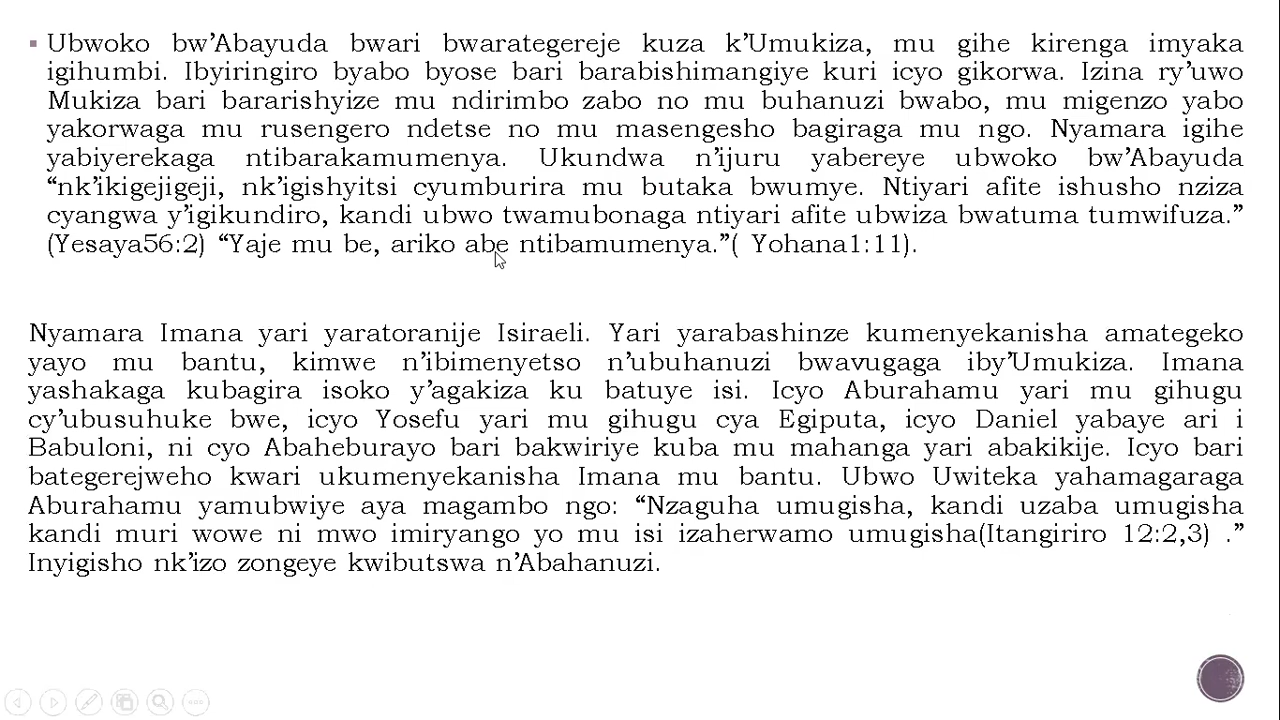 Ubwoko bw’Abayuda bwari bwarategereje kuza k’Umukiza, mu gihe kirenga imyaka
igihumbi. Ibyiringiro byabo byose bari barabishimangiye kuri icyo gikorwa. Izina ry’uwo
Mukiza bari bararishyize mu ndirimbo zabo no mu buhanuzi bwabo, mu migenzo yabo
yakorwaga mu rusengero ndetse no mu masengesho bagiraga mu ngo. Nyamara igihe
yabiyerekaga ntibarakamumenya. Ukundwa n’ijuru yabereye ubwoko bw’Abayuda
“nk’ikigejigeji, nk’igishyitsi cyumburira mu butaka bwumye. Ntiyari afite ishusho nziza
cyangwa y’igikundiro, kandi ubwo twamubonaga ntiyari afite ubwiza bwatuma tumwifuza.”
(Yesaya56:2) “Yaje mu be, ariko abe ntibamumenya.”( Yohana1:11).
Nyamara Imana yari yaratoranije Isiraeli. Yari yarabashinze kumenyekanisha amategeko
yayo mu bantu, kimwe n’ibimenyetso n’ubuhanuzi bwavugaga iby’Umukiza. Imana
yashakaga kubagira isoko y’agakiza ku batuye isi. Icyo Aburahamu yari mu gihugu
cy’ubusuhuke bwe, icyo Yosefu yari mu gihugu cya Egiputa, icyo Daniel yabaye ari i
Babuloni, ni cyo Abaheburayo bari bakwiriye kuba mu mahanga yari abakikije. Icyo bari
bategerejweho kwari ukumenyekanisha Imana mu bantu. Ubwo Uwiteka yahamagaraga
Aburahamu yamubwiye aya magambo ngo: “Nzaguha umugisha, kandi uzaba umugisha
kandi muri wowe ni mwo imiryango yo mu isi izaherwamo umugisha(Itangiriro 12:2,3) .”
Inyigisho nk’izo zongeye kwibutswa n’Abahanuzi.